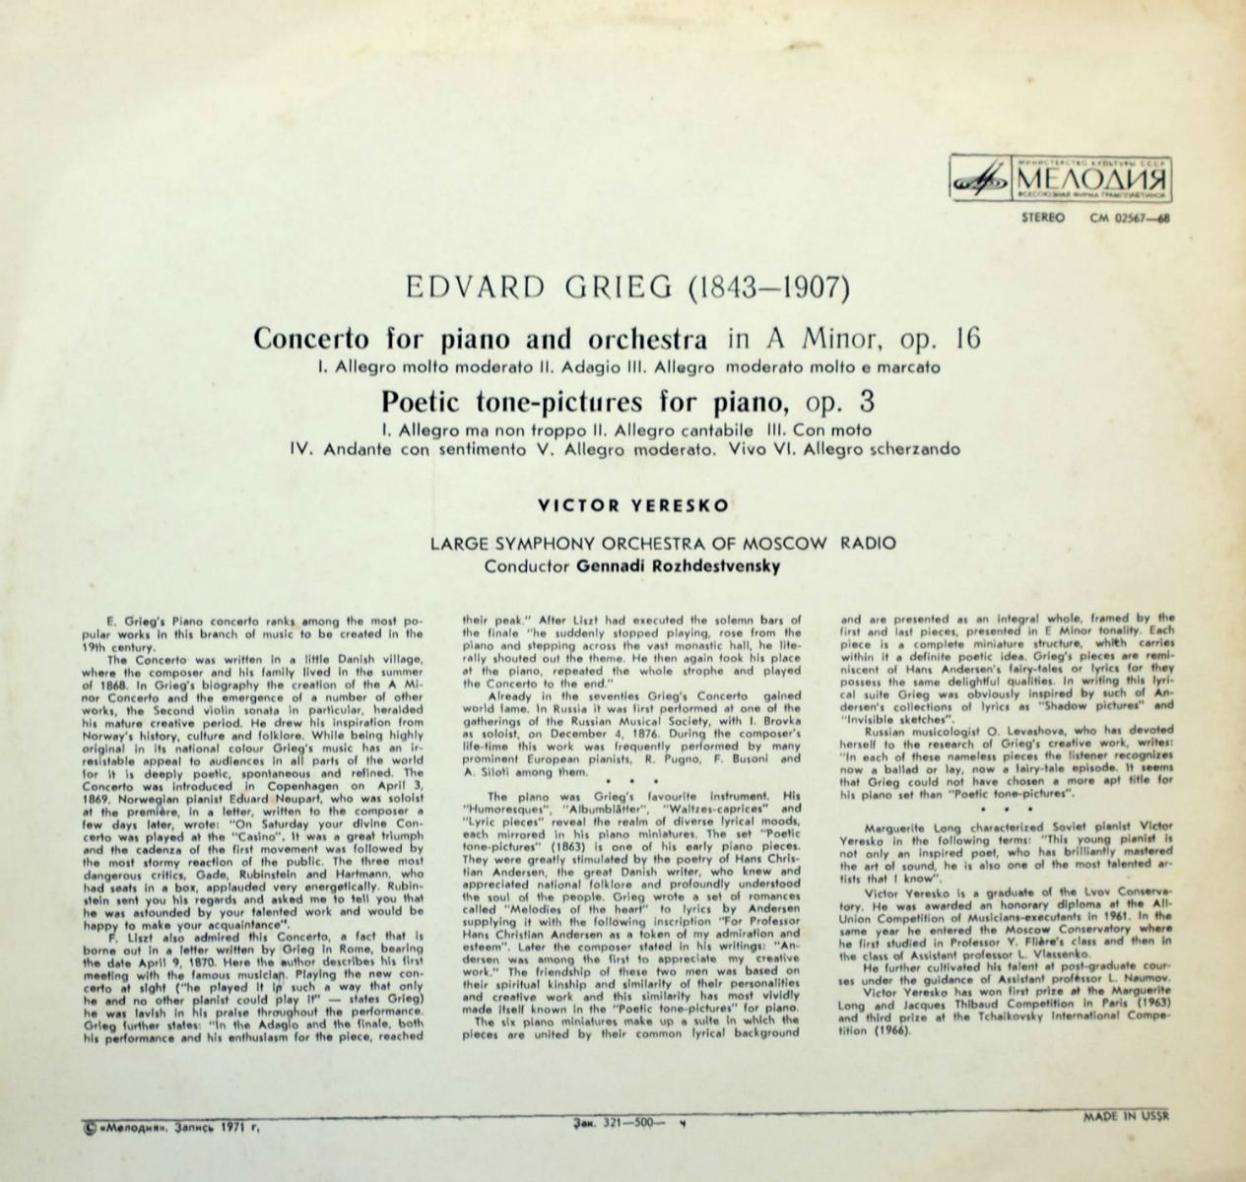 МИНИСТЕРСТВО КУЛЬТУРЫ СССР
МЕЛОДИЯ
ВСЕСОЮЗНАЯ ФИРМА ГРАМПЛАСТИНОК
STEREO CM 02567—68
EDVARD GRIEG (1843—1907)
Concerto for piano and orchestra in A Minor, op. 16
I. Allegro molto moderato II. Adagio III. Allegro moderato molto e marcato
Poetic tone-pictures for piano, op. 3
I. Allegro ma non troppo II. Allegro cantabile III. Con moto
IV. Andante con sentimento V. Allegro moderato. Vivo VI. Allegro scherzando
VICTOR YERESKO
LARGE SYMPHONY ORCHESTRA OF MOSCOW RADIO
Conductor Gennadi Rozhdestvensky
E. Grieg's Piano concerto ranks among the most po-
pular works in this branch of music to be created in the
19th century.
The Concerto was written in a little Danish village,
where the composer and his family lived in the summer
of 1868. In Grieg's biography the creation of the A Mi-
nor Concerto and the emergence of a number of other
works, the Second violin sonata in particular, heralded
his mature creative period. He drew his inspiration from
Norway's history, culture and folklore. While being highly
original in its national colour Grieg's music has an ir-
resistable appeal to audiences in all parts of the world
for it is deeply poetic, spontaneous and refined. The
Concerto was introduced in Copenhagen on April 3,
1869. Norwegian pianist Eduard Neupart, who was soloist
at the première, in a letter, written to the composer a
few days later, wrote: "On Saturday your divine Con-
certo was played at the "Casino". It was a great triumph
and the cadenza of the first movement was followed by
the most stormy reaction of the public. The three most
dangerous critics, Gade, Rubinstein and Hartmann, who
had seats in a box, applauded very energetically. Rubin-
stein sent you his regards and asked me to tell you that
he was astounded by your talented work and would be
happy to make your acquaintance".
F. Liszt also admired this Concerto, a fact that is
borne out in a letter written by Grieg in Rome, bearing
the date April 9, 1870. Here the author describes his first
meeting with the famous musician. Playing the new con-
certo at sight ("he played it ip such a way that only
he and no other pianist could play it" — states Grieg)
he was lavish in his praise throughout the performance.
Grieg further states: "In the Adagio and the finale, both
his performance and his enthusiasm for the piece, reached
their peak." After Liszt had executed the solemn bars of
the finale "he suddenly stopped playing, rose from the
piano and stepping across the vast monastic hall, he lite-
rally shouted out the theme. He then again took his place
at the piano, repeated the whole strophe and played
the Concerto to the end."
Already in the seventies Grieg's Concerto gained
world fame. In Russia it was first performed at one of the
gatherings of the Russian Musical Society, with I. Brovka
as soloist, on December 4, 1876. During the composer's
life-time this work was frequently performed by many
prominent European pianists, R. Pugno, F. Busoni and
A. Siloti among them.
• • •
The piano was Grieg's favourite instrument. His
"Humoresques", "Albumblätter", "Waltzes-caprices" and
"Lyric pieces" reveal the realm of diverse lyrical moods,
each mirrored in his piano miniatures. The set "Poetic
tone-pictures" (1863) is one of his early piano pieces.
They were greatly stimulated by the poetry of Hans Chris-
tian Andersen, the great Danish writer, who knew and
appreciated national folklore and profoundly understood
the soul of the people. Grieg wrote a set of romances
called "Melodies of the heart" to lyrics by Andersen
supplying it with the following inscription "For Professor
Hans Christian Andersen as a token of my admiration and
esteem". Later the composer stated in his writings: "An-
dersen was among the first to appreciate my creative
work." The friendship of these two men was based on
their spiritual kinship and similarity of their personalities
and creative work and this similarity has most vividly
made itself known in the "Poetic tone-pictures" for piano.
The six piano miniatures make up a suite in which the
pieces are united by their common lyrical background
and are presented as an integral whole, framed by the
first and last pieces, presented in E Minor tonality. Each
piece is a complete miniature structure, which carries
within it a definite poetic idea. Grieg's pieces are remi-
niscent of Hans Andersen's fairy-tales or lyrics for they
possess the same delightful qualities. In writing this lyri-
cal suite Grieg was obviously inspired by such of An-
dersen's collections of lyrics as "Shadow pictures" and
"Invisible sketches".
Russian musicologist O. Levashova, who has devoted
herself to the research of Grieg's creative work, writes:
"In each of these nameless pieces the listener recognizes
now a ballad or lay, now a fairy-tale episode. It seems
that Grieg could not have chosen a more apt title for
his piano set than "Poetic tone-pictures".
• • •
Marguerite Long characterized Soviet pianist Victor
Yeresko in the following terms: "This young pianist is
not only an inspired poet, who has brilliantly mastered
the art of sound, he is also one of the most talented ar-
tists that I know".
Victor Yeresko is a graduate of the Lvov Conserva-
tory. He was awarded an honorary diploma at the All-
Union Competition of Musicians-executants in 1961. In the
same year he entered the Moscow Conservatory where
he first studied in Professor Y. Flière's class and then in
the class of Assistant professor L. Vlassenko.
He further cultivated his talent at post-graduate cour-
ses under the guidance of Assistant professor L. Naumov.
Victor Yeresko has won first prize at the Marguerite
Long and Jacques Thibaud Competition in Paris (1963)
and third prize at the Tchaikovsky International Compe-
tition (1966).
© «Мелодия». Запись 1971 г.
Зак. 321—500— ч
MADE IN USSR